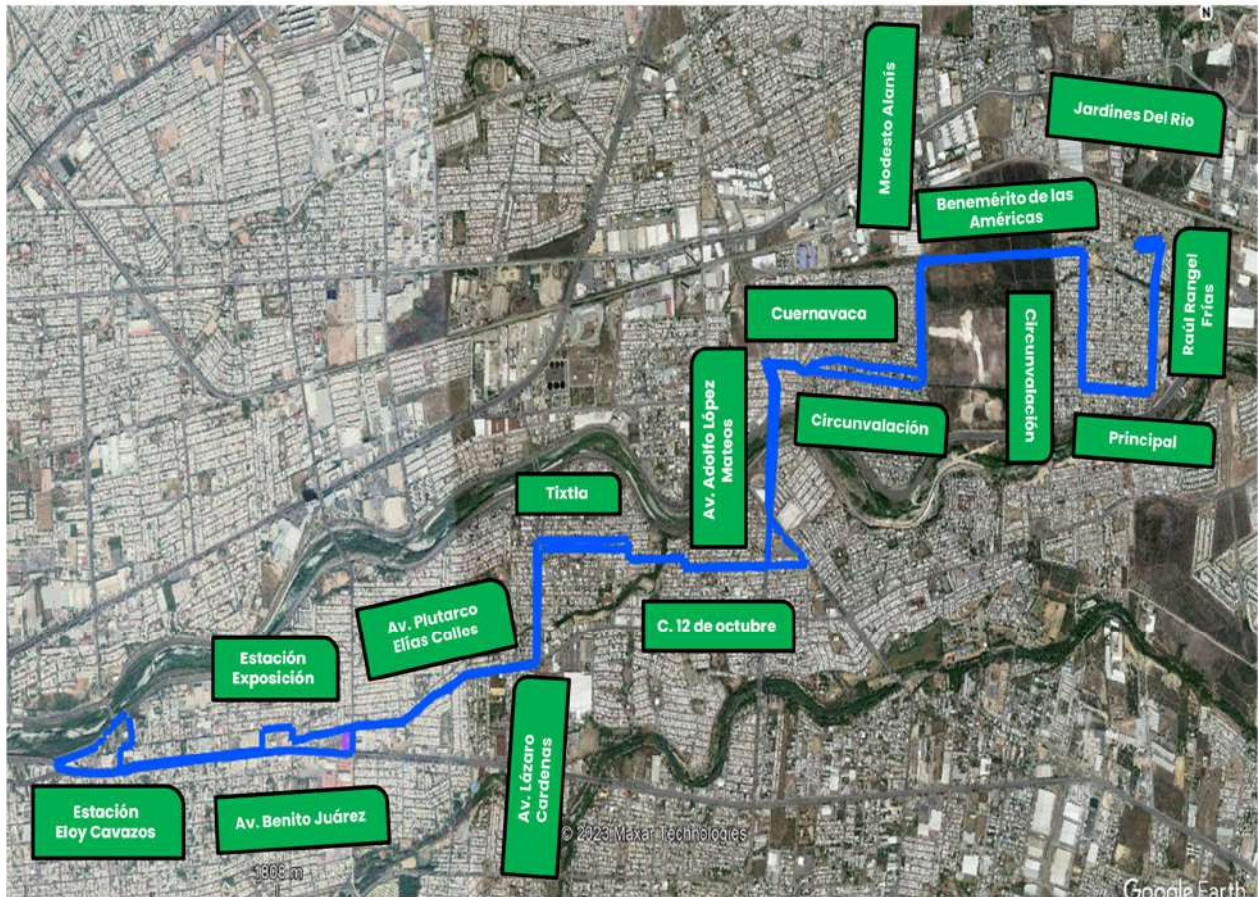 N
Modesto Alanís
Jardines Del Rio
Benemérito de las
Américas
Raúl Rangel
Frías
Cuernavaca
Circunvalación
Av. Adolfo López
Mateos
Circunvalación
Principal
Tixtla
Av. Plutarco
Elías Calles
C. 12 de octubre
Estación
Exposición
Av. Lázaro
Cardenas
Estación
Eloy Cavazos
Av. Benito Juárez
© 2023 Maxar Technologies
1808 m
Google Earth